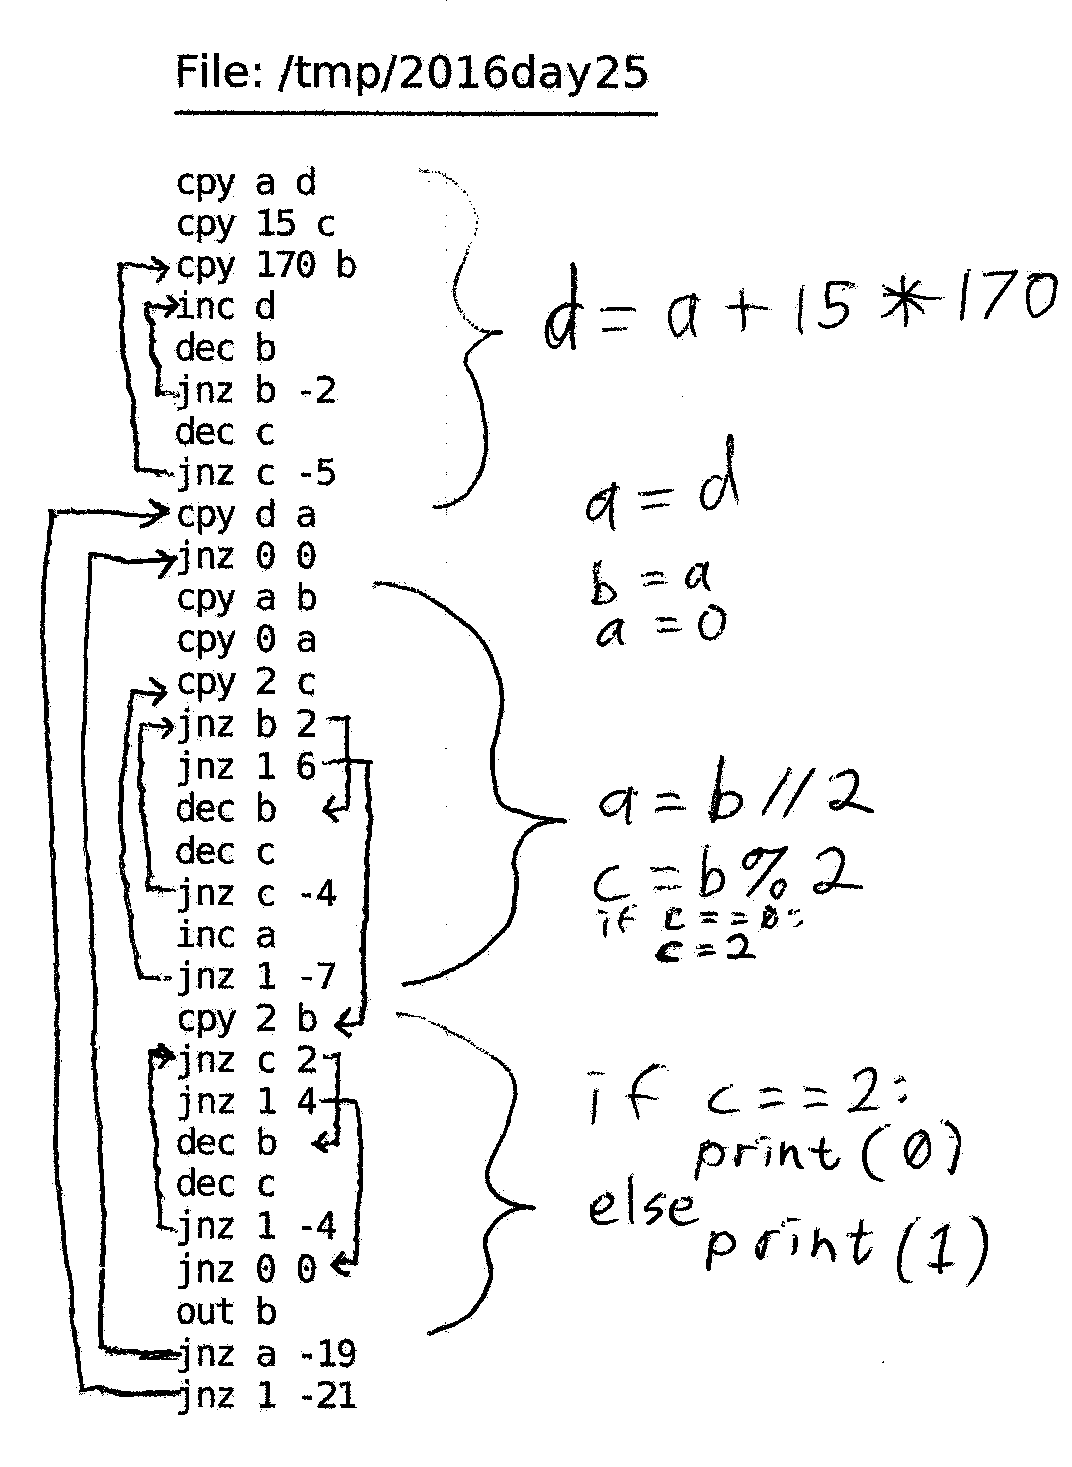 File: /tmp/2016day25
cpy a d
cpy 15 c
cpy 170 b
inc d
dec b
jnz b -2
dec c
jnz c -5
cpy d a
jnz 0 0
cpy a b
cpy 0 a
cpy 2 c
jnz b 2
jnz 1 6
dec b
dec c
jnz c -4
inc a
jnz 1 -7
cpy 2 b
jnz c 2
jnz 1 4
dec b
dec c
jnz 1 -4
jnz 0 0
out b
jnz a -19
jnz 1 -21
d = a + 15 * 170
a = d
b = a
a = 0
a = b // 2
c = b % 2
if c == 0:
c = 2
if c == 2:
print(0)
else
print(1)